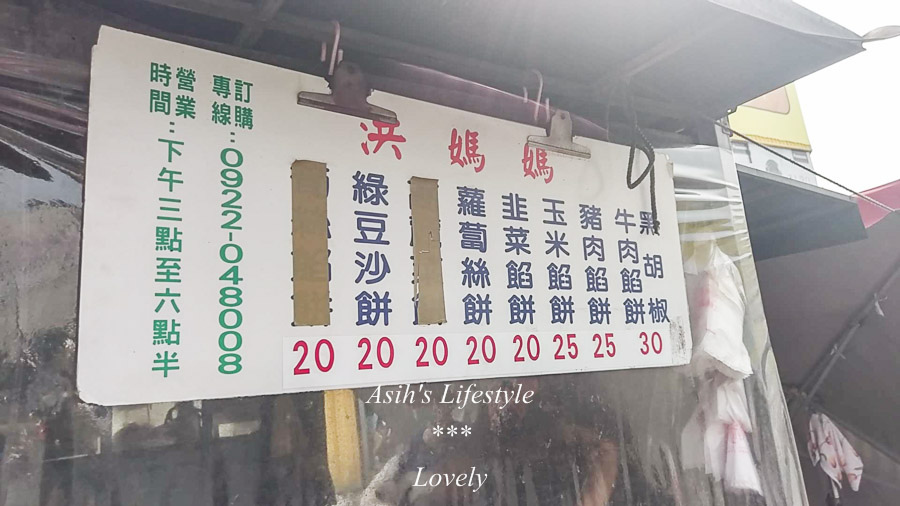 洪媽媽
黑胡椒
牛肉餡餅
豬肉餡餅
玉米餡餅
韭菜餡餅
蘿蔔絲餅
綠豆沙餅
訂購
專線：0922-048008
營業
時間：下午三點至六點半
20 20 20 20 20 25 25 30
Asih's Lifestyle
***
Lovely